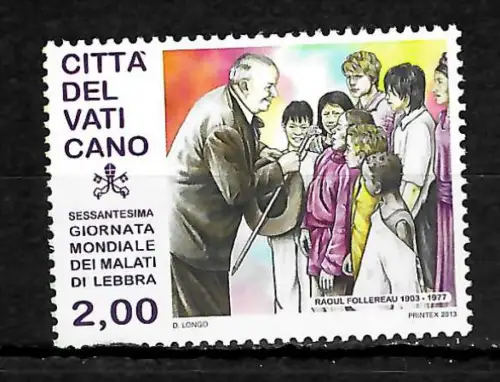 CITTÀ
DEL
VATI
CANO
SESSANTESIMA
GIORNATA
MONDIALE
DEI MALATI
DI LEBBRA
2,00
RAOUL FOLLEREAU 1903 - 1977
D. LONGO
PRINTEX 2013